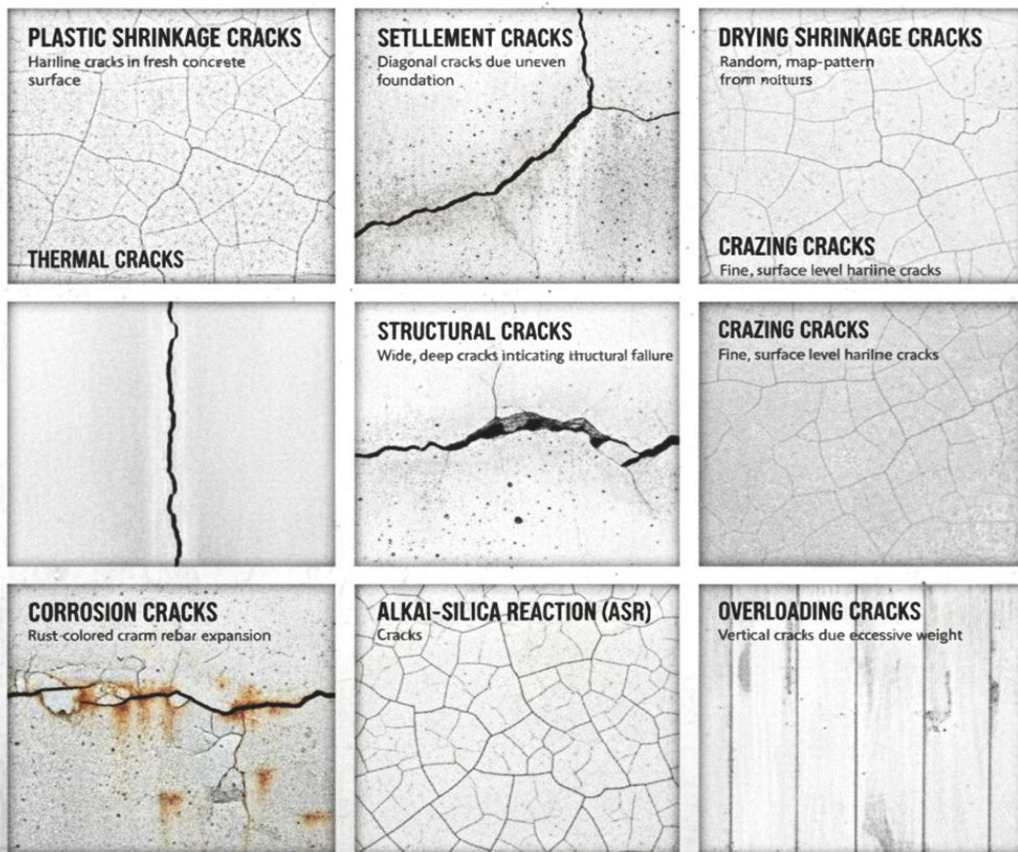 PLASTIC SHRINKAGE CRACKS
Hariline cracks in fresh concrete
surface
THERMAL CRACKS
SETLLEMENT CRACKS
Diagonal cracks due uneven
foundation
DRYING SHRINKAGE CRACKS
Random, map-pattern
from noitiurs
CRAZING CRACKS
Fine, surface level hariine cracks
STRUCTURAL CRACKS
Wide, deep cracks inticating ithuctural failure
CRAZING CRACKS
Fine, surface level harilne cracks
CORROSION CRACKS
Rust-colored crarm rebar expansion
ALKAI-SILICA REACTION (ASR)
Cracks
OVERLOADING CRACKS
Vertical cracks due eccessive weight